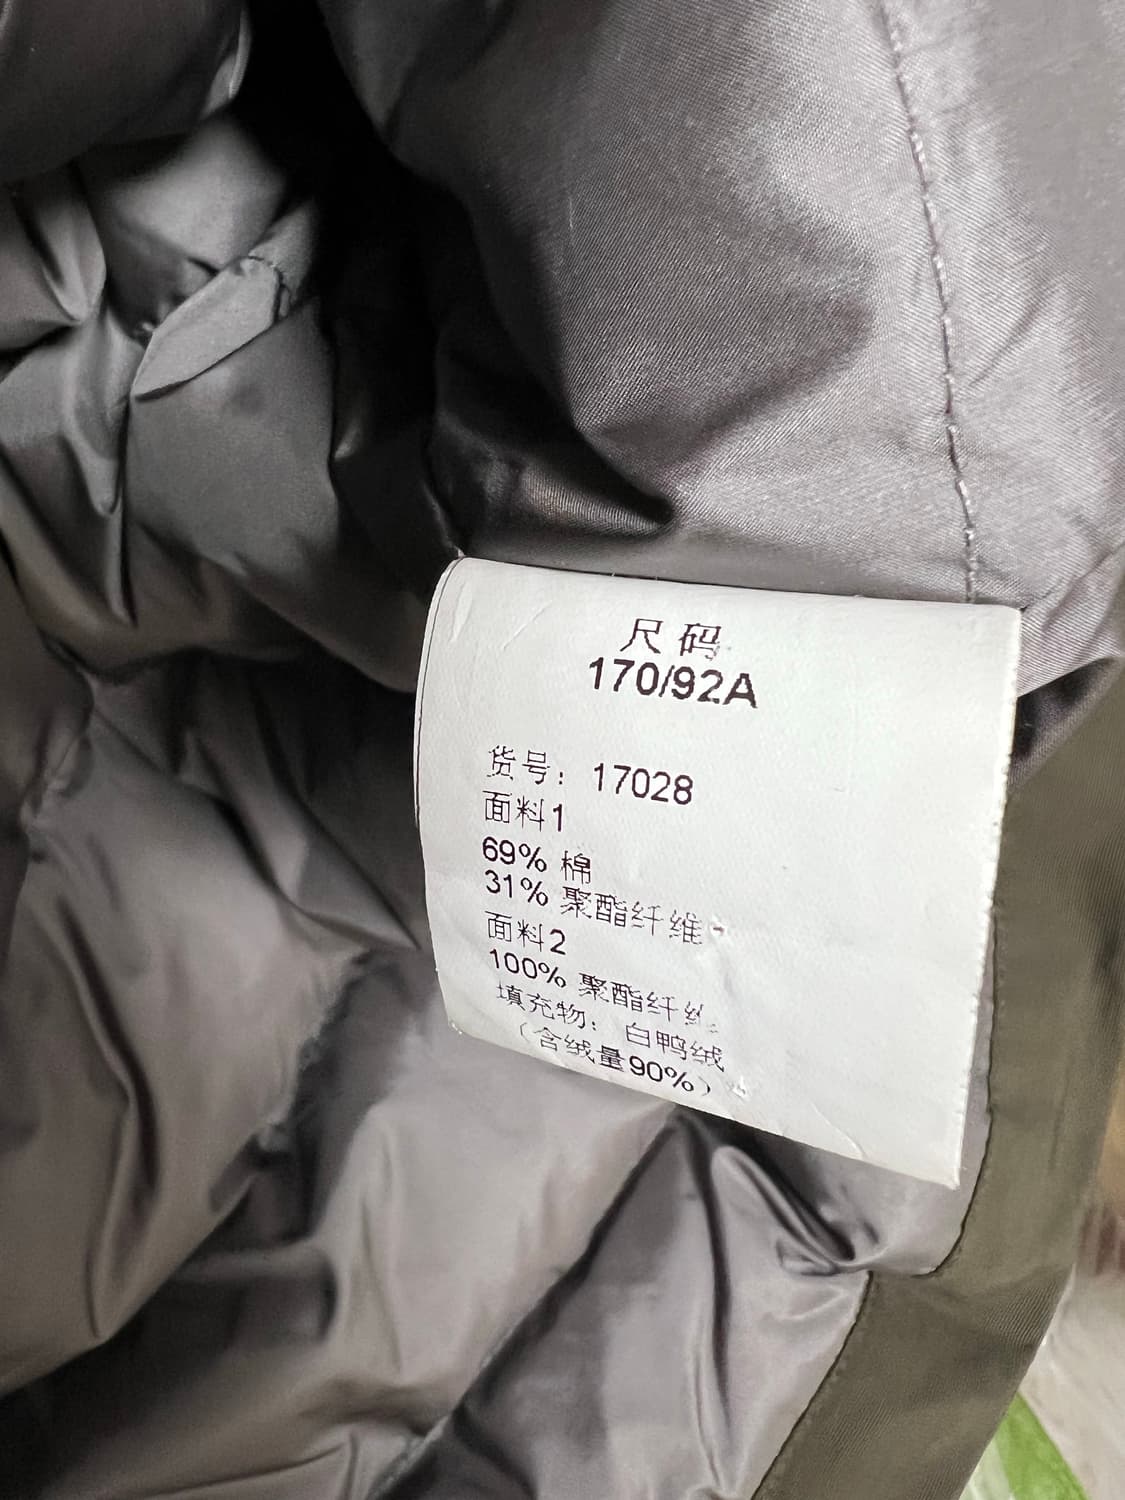 尺码
170/92A
货号: 17028
面料1
69% 棉
31% 聚酯纤维
面料2
100% 聚酯纤维
填充物: 白鸭绒
(含绒量90%)